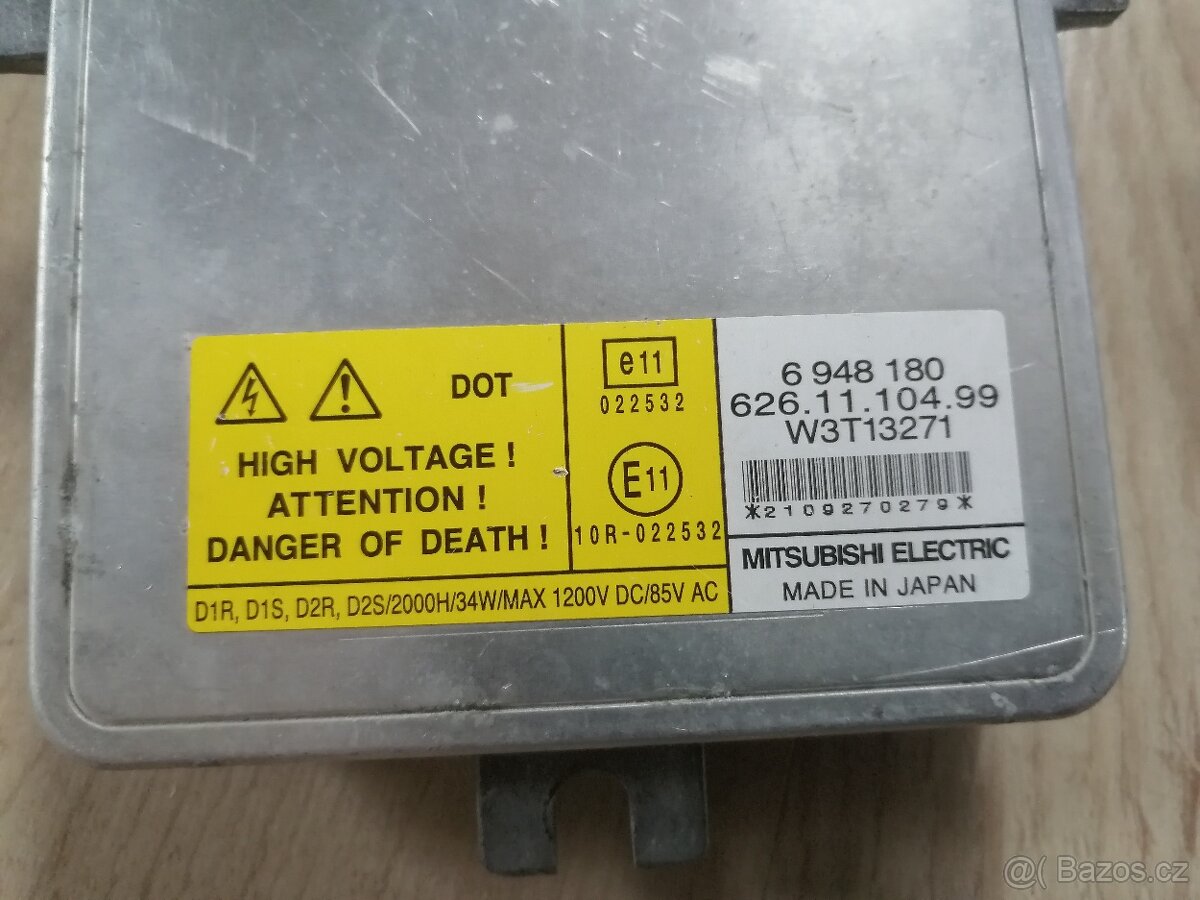 DOT
HIGH VOLTAGE !
ATTENTION !
DANGER OF DEATH !
e11
022532
E11
10R-022532
D1R, D1S, D2R, D2S/2000H/34W/MAX 1200V DC/85V AC
6 948 180
626.11.104.99
W3T13271
*2109270279*
MITSUBISHI ELECTRIC
MADE IN JAPAN
@( Bazoš.cz